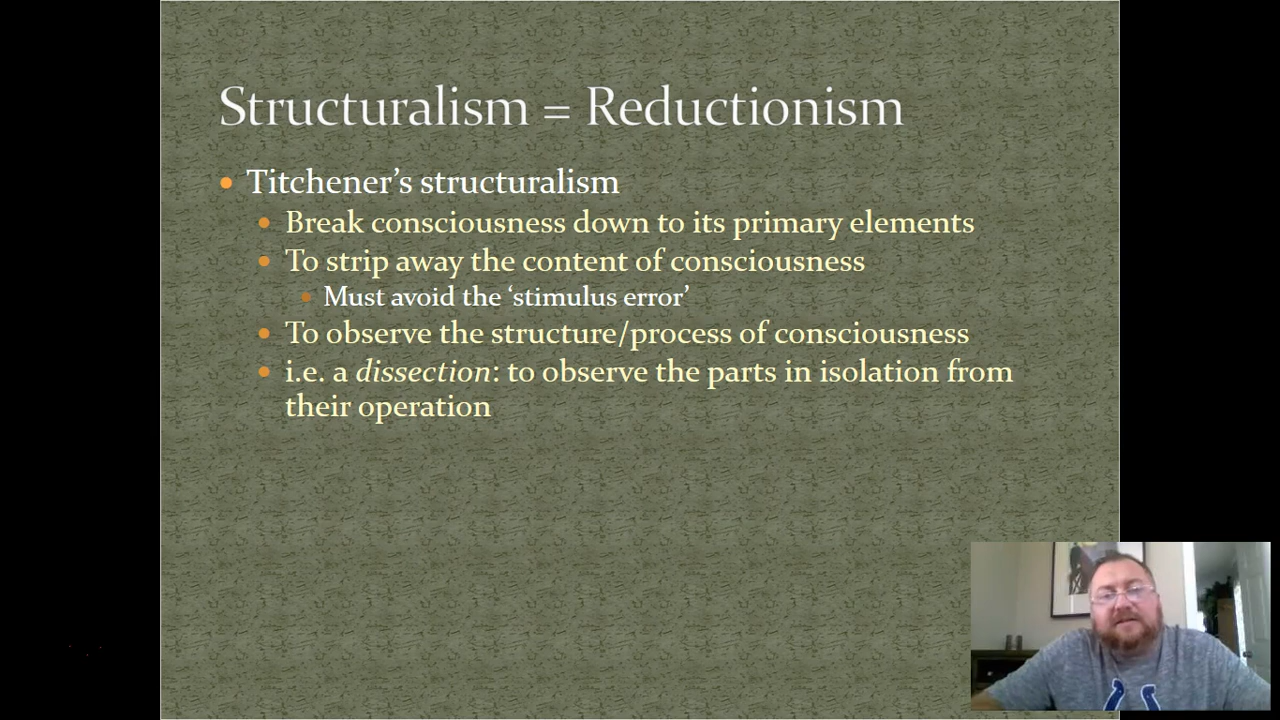 Structuralism = Reductionism
Titchener’s structuralism
Break consciousness down to its primary elements
To strip away the content of consciousness
Must avoid the ‘stimulus error’
To observe the structure/process of consciousness
i.e. a dissection: to observe the parts in isolation from
their operation